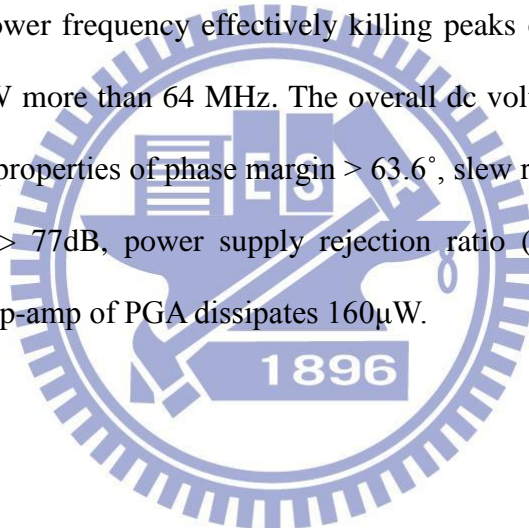 ower frequency effectively killing peaks
W more than 64 MHz. The overall dc vol
properties of phase margin > 63.6˚, slew
> 77dB, power supply rejection ratio (
p-amp of PGA dissipates 160μW.
E S A
1896